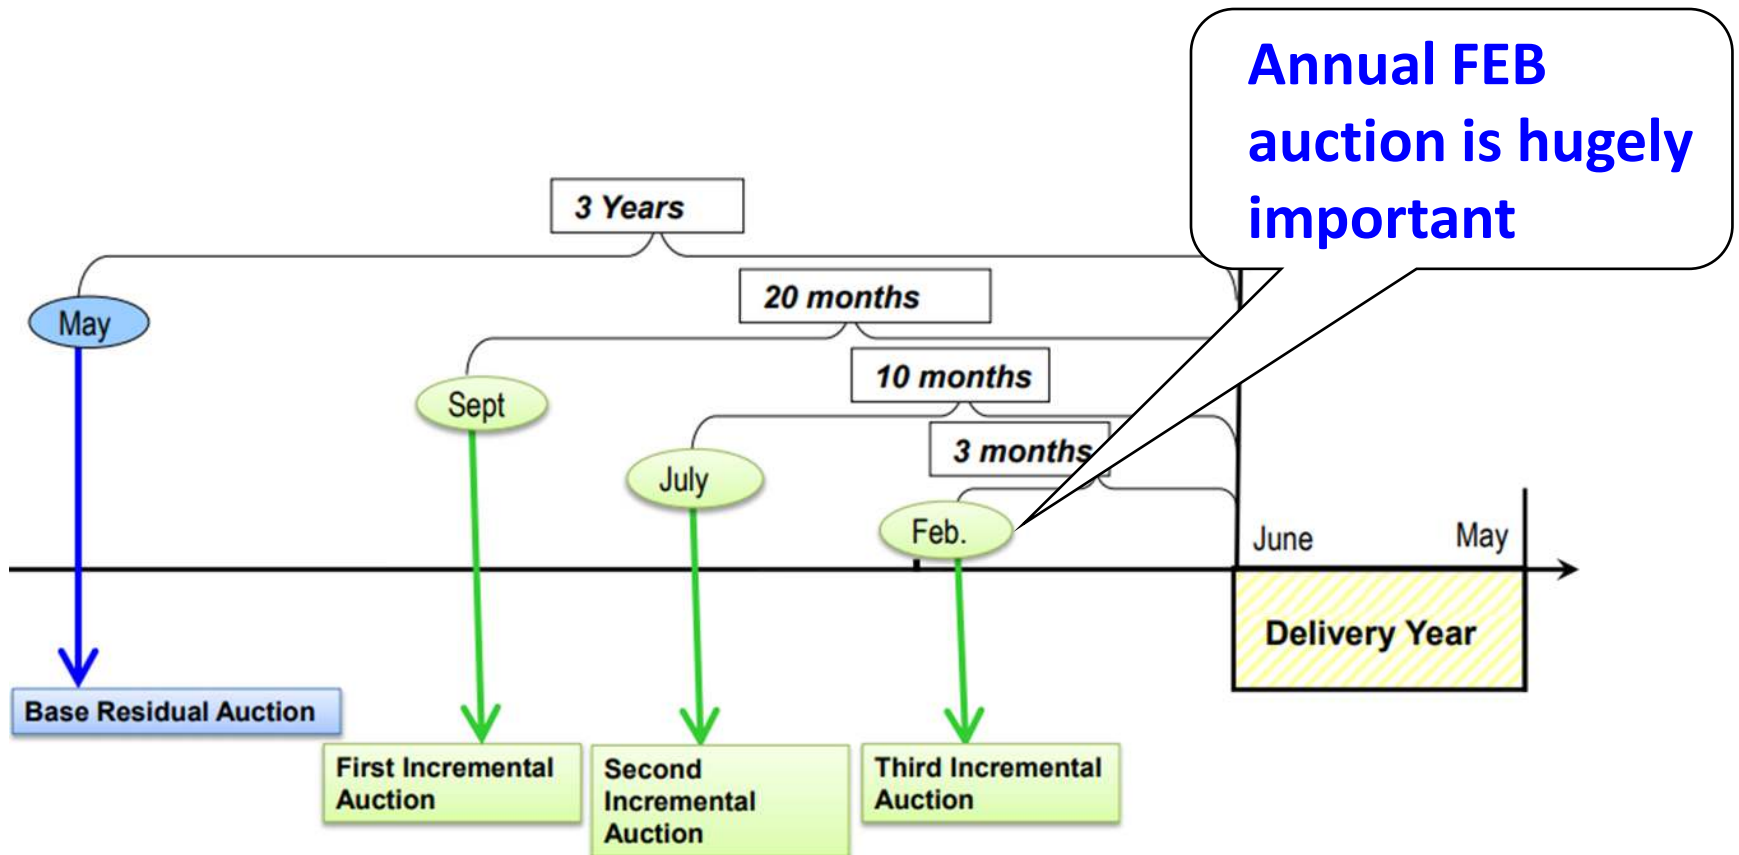 Annual FEB
auction is hugely
important
3 Years
20 months
May
10 months
Sept
3 months
July
Feb.
June
May
Delivery Year
Base Residual Auction
First Incremental
Auction
Second
Incremental
Auction
Third Incremental
Auction